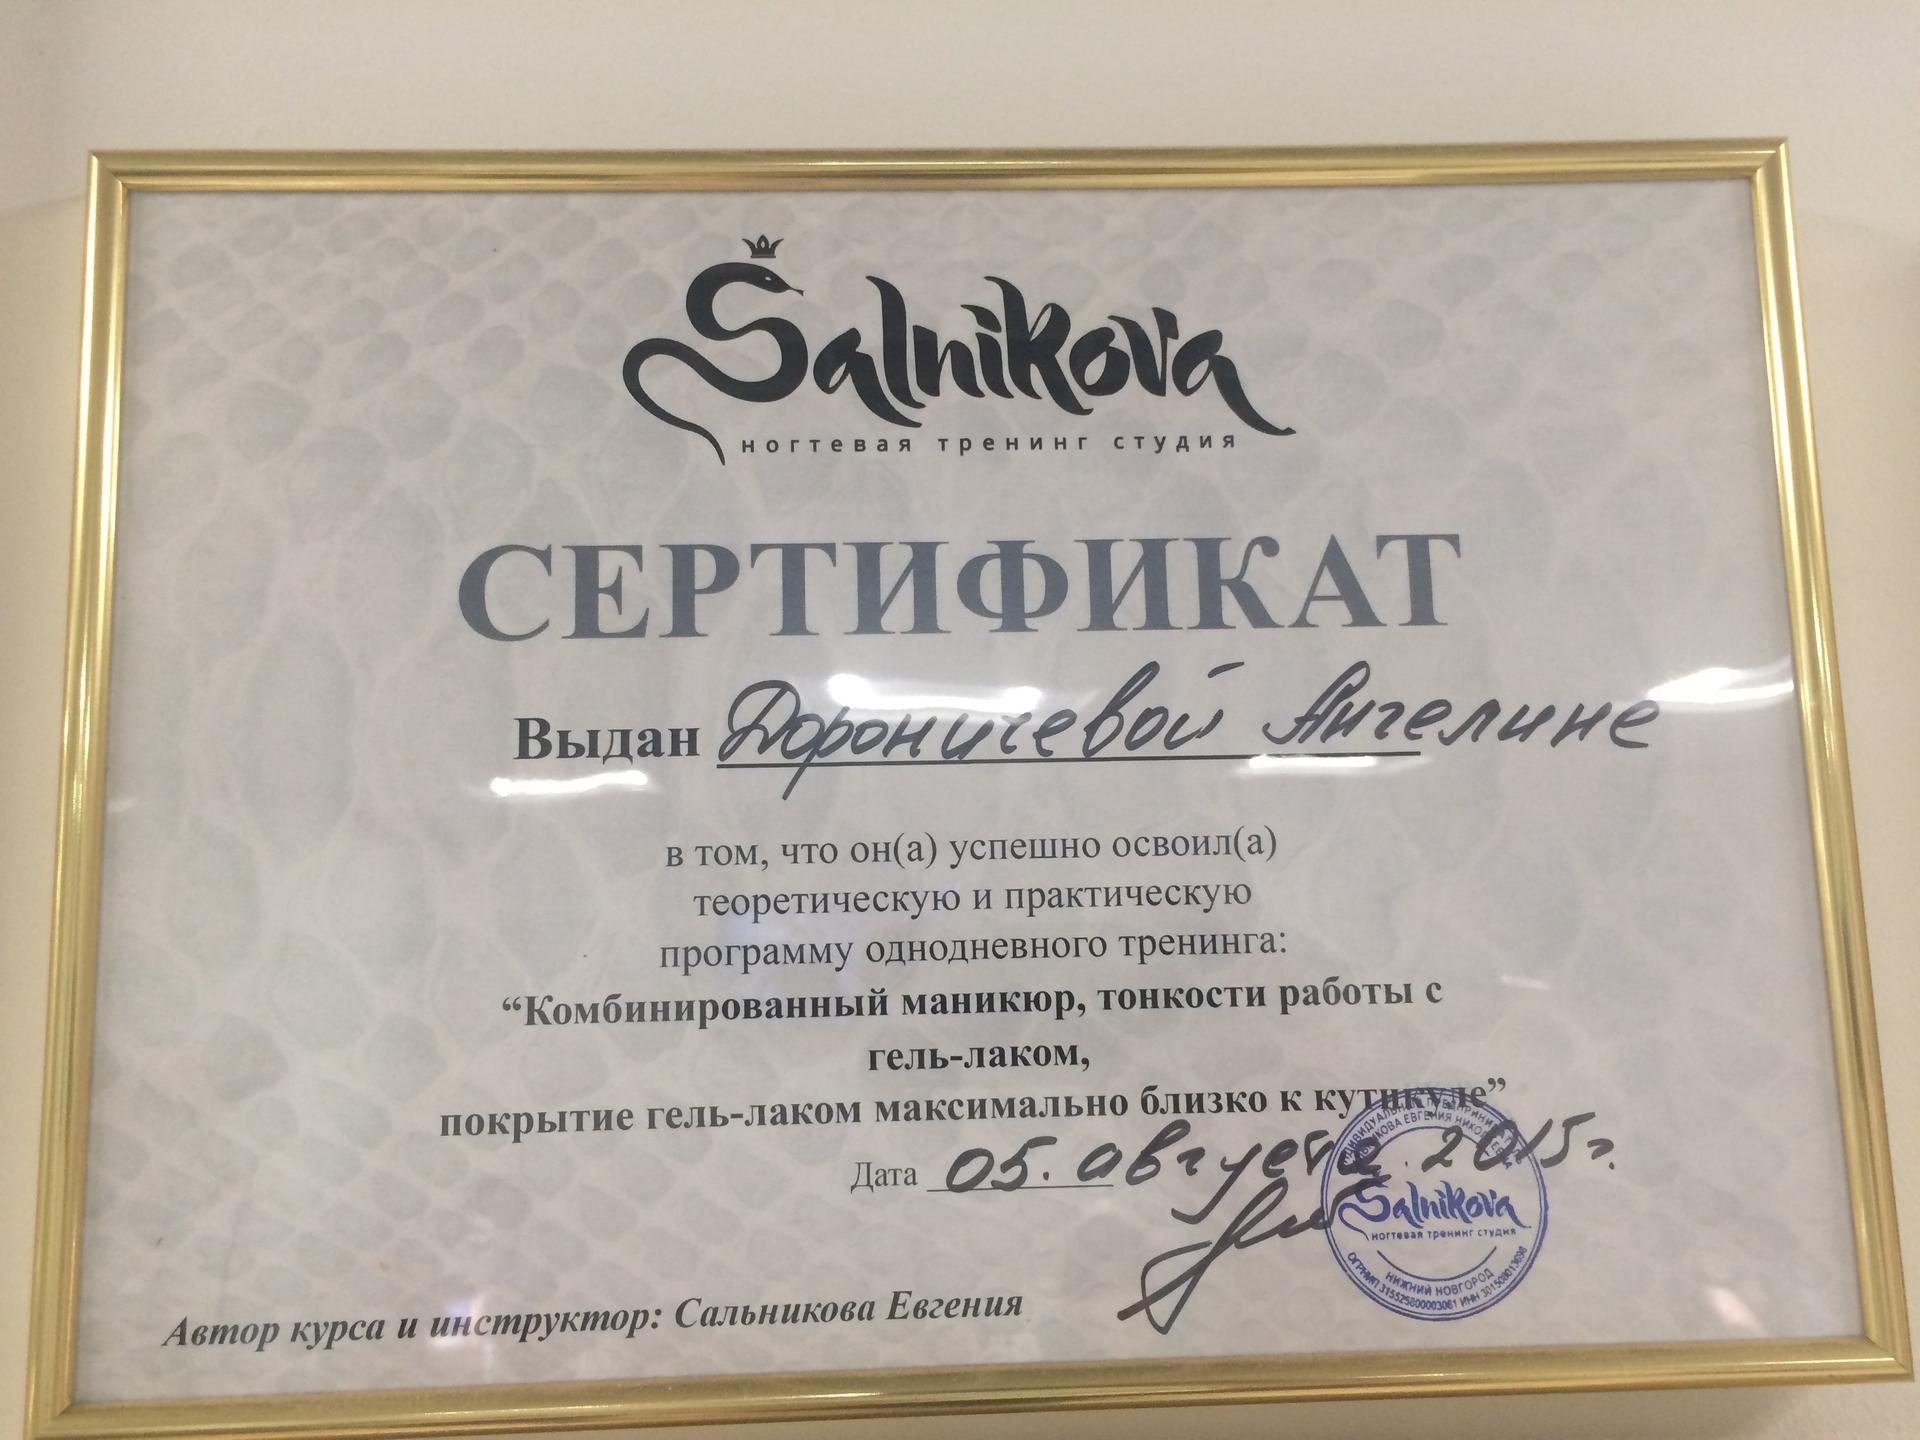 Salnikova
ногтевая тренинг студия
СЕРТИФИКАТ
Выдан Дороничевой Ангелине
в том, что он(а) успешно освоил(а)
теоретическую и практическую
программу однодневного тренинга:
“Комбинированный маникюр, тонкости работы с
гель-лаком,
покрытие гель-лаком максимально близко к кутикуле”
Дата 05. августа 2015г.
Salnikova
ногтевая тренинг студия
НИЖНИЙ НОВГОРОД
Автор курса и инструктор: Сальникова Евгения